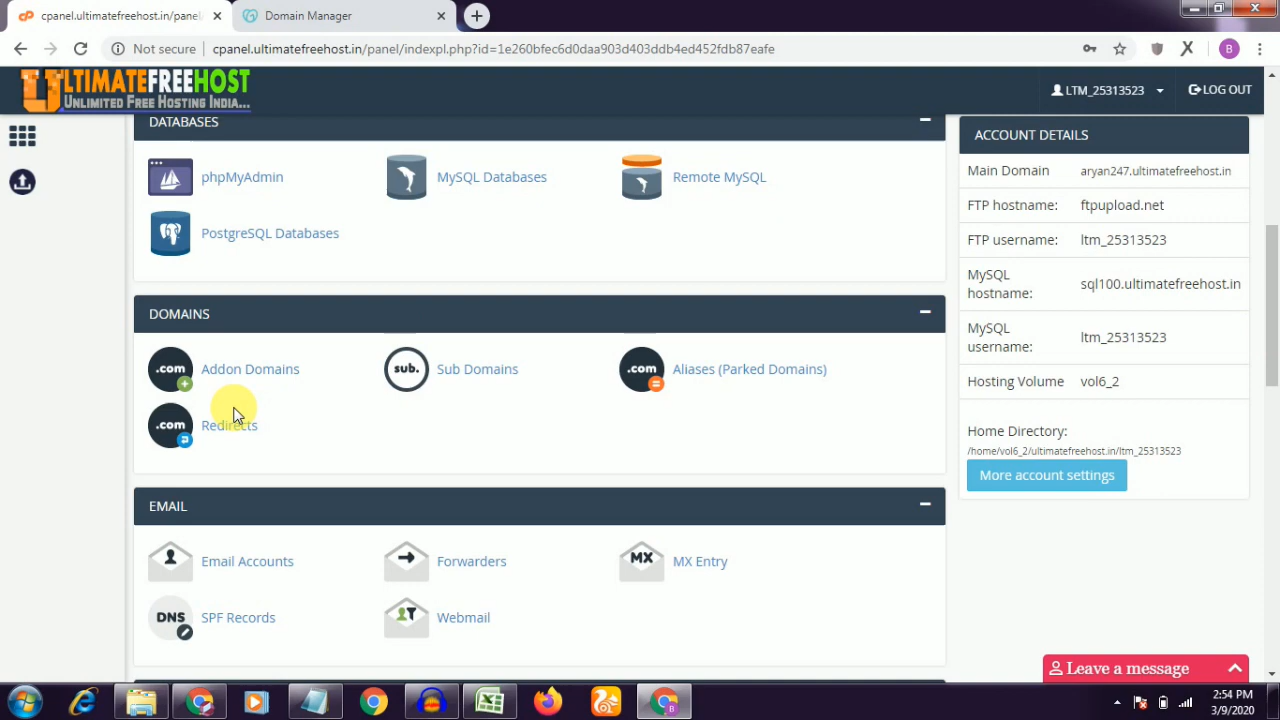 cpanel.ultimatefreehost.in/panel
Domain Manager
Not secure
cpanel.ultimatefreehost.in/panel/indexpl.php?id=1e260bfec6d0daa903d403ddb4ed452fdb87eafe
B
ULTIMATEFREEHOST
UNLIMITED FREE HOSTING INDIA...
LTM_25313523
LOG OUT
DATABASES
phpMyAdmin
MySQL Databases
Remote MySQL
PostgreSQL Databases
DOMAINS
.com
Addon Domains
sub.
Sub Domains
.com
Aliases (Parked Domains)
.com
Redirects
EMAIL
Email Accounts
Forwarders
MX
MX Entry
DNS
SPF Records
Webmail
ACCOUNT DETAILS
Main Domain aryan247.ultimatefreehost.in
FTP hostname: ftpupload.net
FTP username: ltm_25313523
MySQL hostname: sql100.ultimatefreehost.in
MySQL username: ltm_25313523
Hosting Volume vol6_2
Home Directory:
/home/vol6_2/ultimatefreehost.in/ltm_25313523
More account settings
Leave a message
2:54 PM
3/9/2020